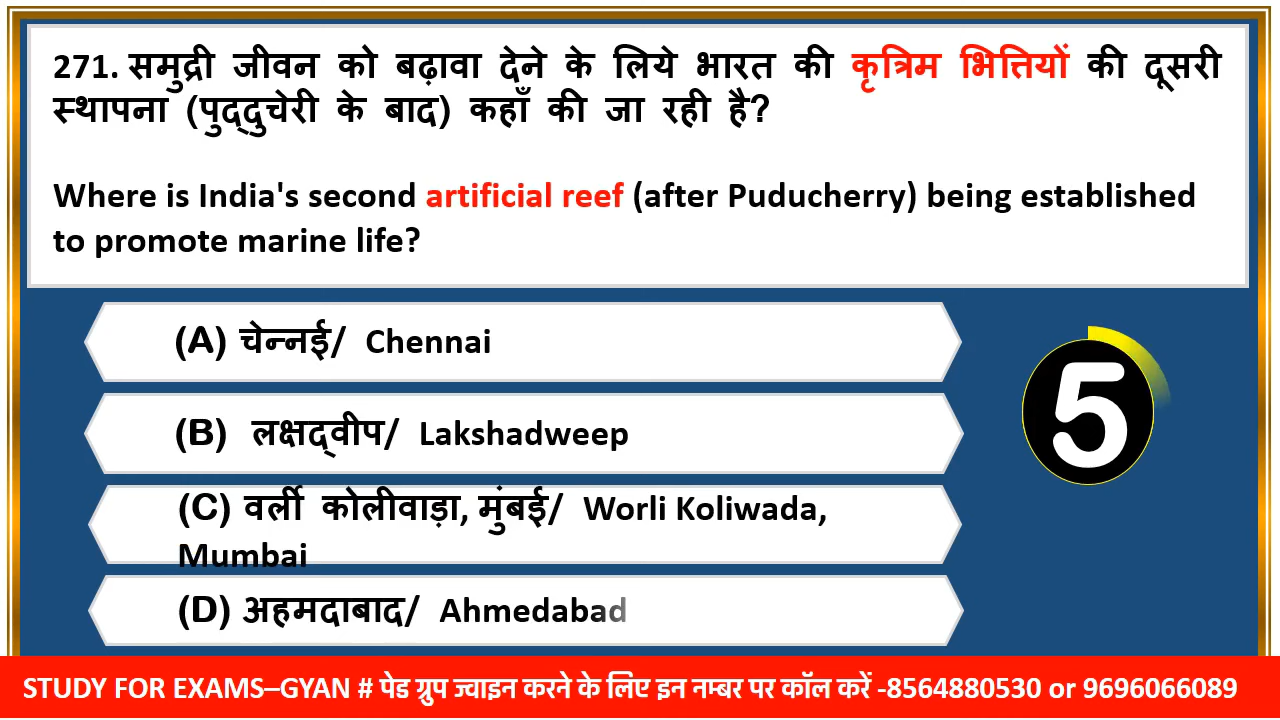 271. समुद्री जीवन को बढ़ावा देने के लिये भारत की कृत्रिम भित्तियों की दूसरी
स्थापना (पुद्दुचेरी के बाद) कहाँ की जा रही है?
Where is India's second artificial reef (after Puducherry) being established
to promote marine life?
(A) चेन्नई/ Chennai
(B) लक्षद्वीप/ Lakshadweep
5
(C) वर्ली कोलीवाड़ा, मुंबई/ Worli Koliwada,
Mumbai
(D) अहमदाबाद/ Ahmedabad
STUDY FOR EXAMS–GYAN # पेड ग्रुप ज्वाइन करने के लिए इन नम्बर पर कॉल करें -8564880530 or 9696066089